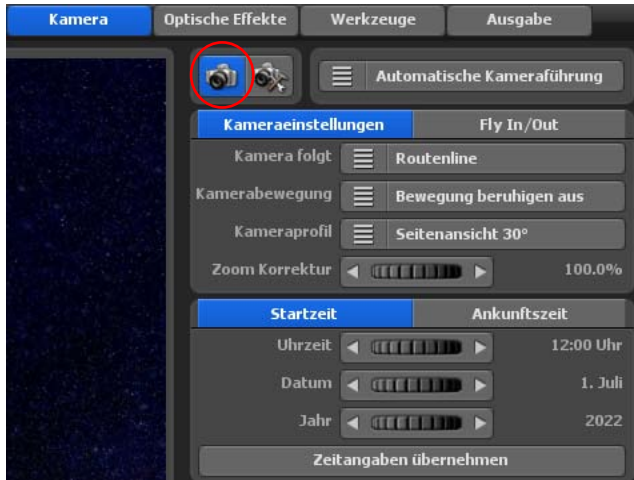 Kamera Optische Effekte Werkzeuge Ausgabe
Automatische Kameraführung
Kameraeinstellungen Fly In/Out
Kamera folgt Routenline
Kamerabewegung Bewegung beruhigen aus
Kameraprofil Seitenansicht 30°
Zoom Korrektur 100.0%
Startzeit Ankunftszeit
Uhrzeit 12:00 Uhr
Datum 1. Juli
Jahr 2022
Zeitangaben übernehmen